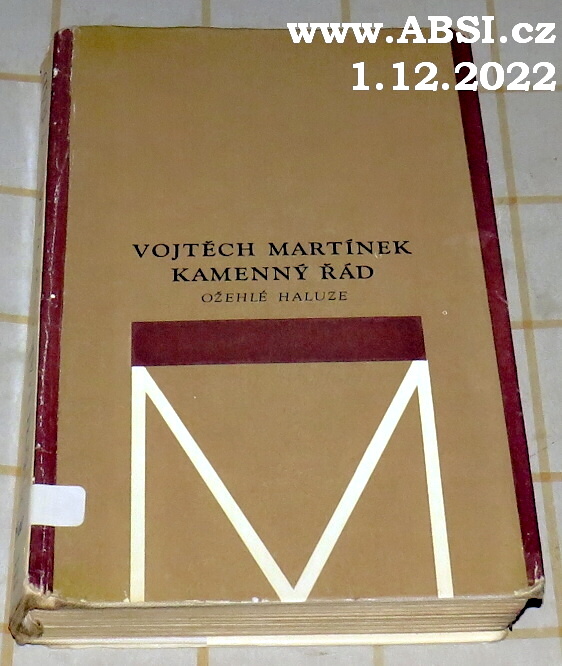 www.ABSI.cz
1.12.2022
VOJTĚCH MARTÍNEK
KAMENNÝ ŘÁD
OŽEHLÉ HALUZE
M